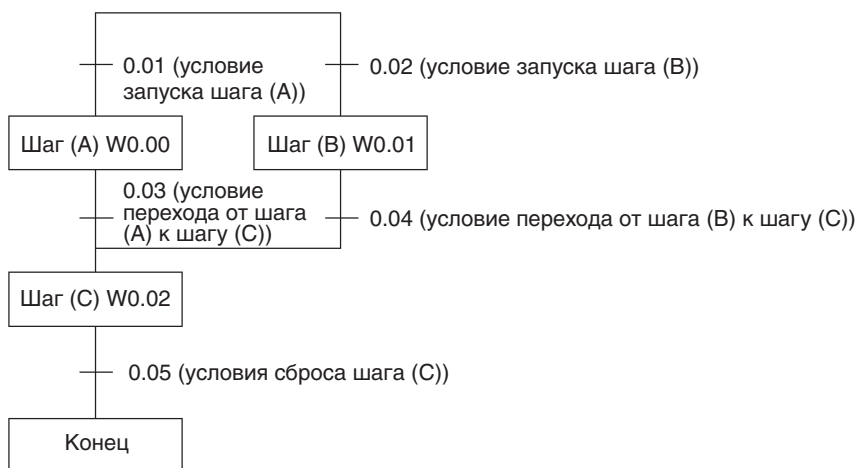 0.01 (условие
запуска шага (A))
0.02 (условие запуска шага (B))
Шаг (A) W0.00
Шаг (B) W0.01
0.03 (условие
перехода от шага
(A) к шагу (C))
0.04 (условие перехода от шага (B) к шагу (C))
Шаг (C) W0.02
0.05 (условия сброса шага (C))
Конец